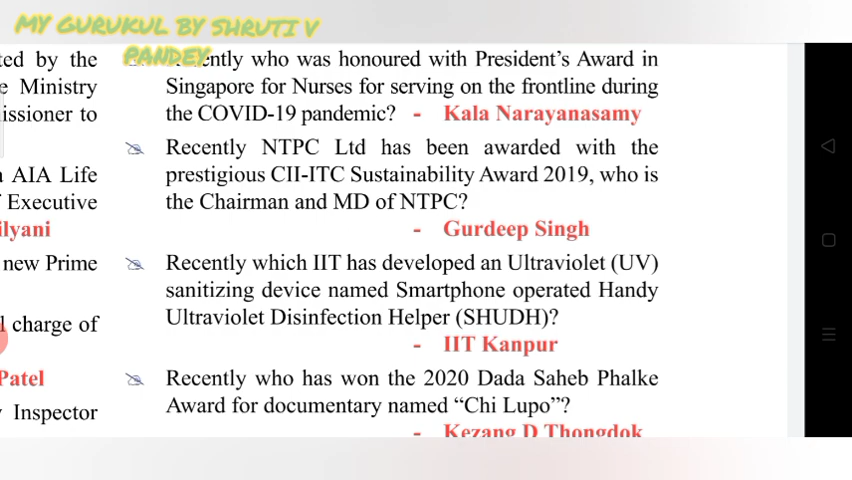 MY GURUKUL BY SHRUTI V
PANDEY
ted by the
e Ministry
issioner to
a AIA Life
f Executive
ilyani
new Prime
l charge of
Patel
y Inspector
Recently who was honoured with President's Award in
Singapore for Nurses for serving on the frontline during
the COVID-19 pandemic? - Kala Narayanasamy
Recently NTPC Ltd has been awarded with the
prestigious CII-ITC Sustainability Award 2019, who is
the Chairman and MD of NTPC?
- Gurdeep Singh
Recently which IIT has developed an Ultraviolet (UV)
sanitizing device named Smartphone operated Handy
Ultraviolet Disinfection Helper (SHUDH)?
- IIT Kanpur
Recently who has won the 2020 Dada Saheb Phalke
Award for documentary named “Chi Lupo”?
- Kezang D Thongdok